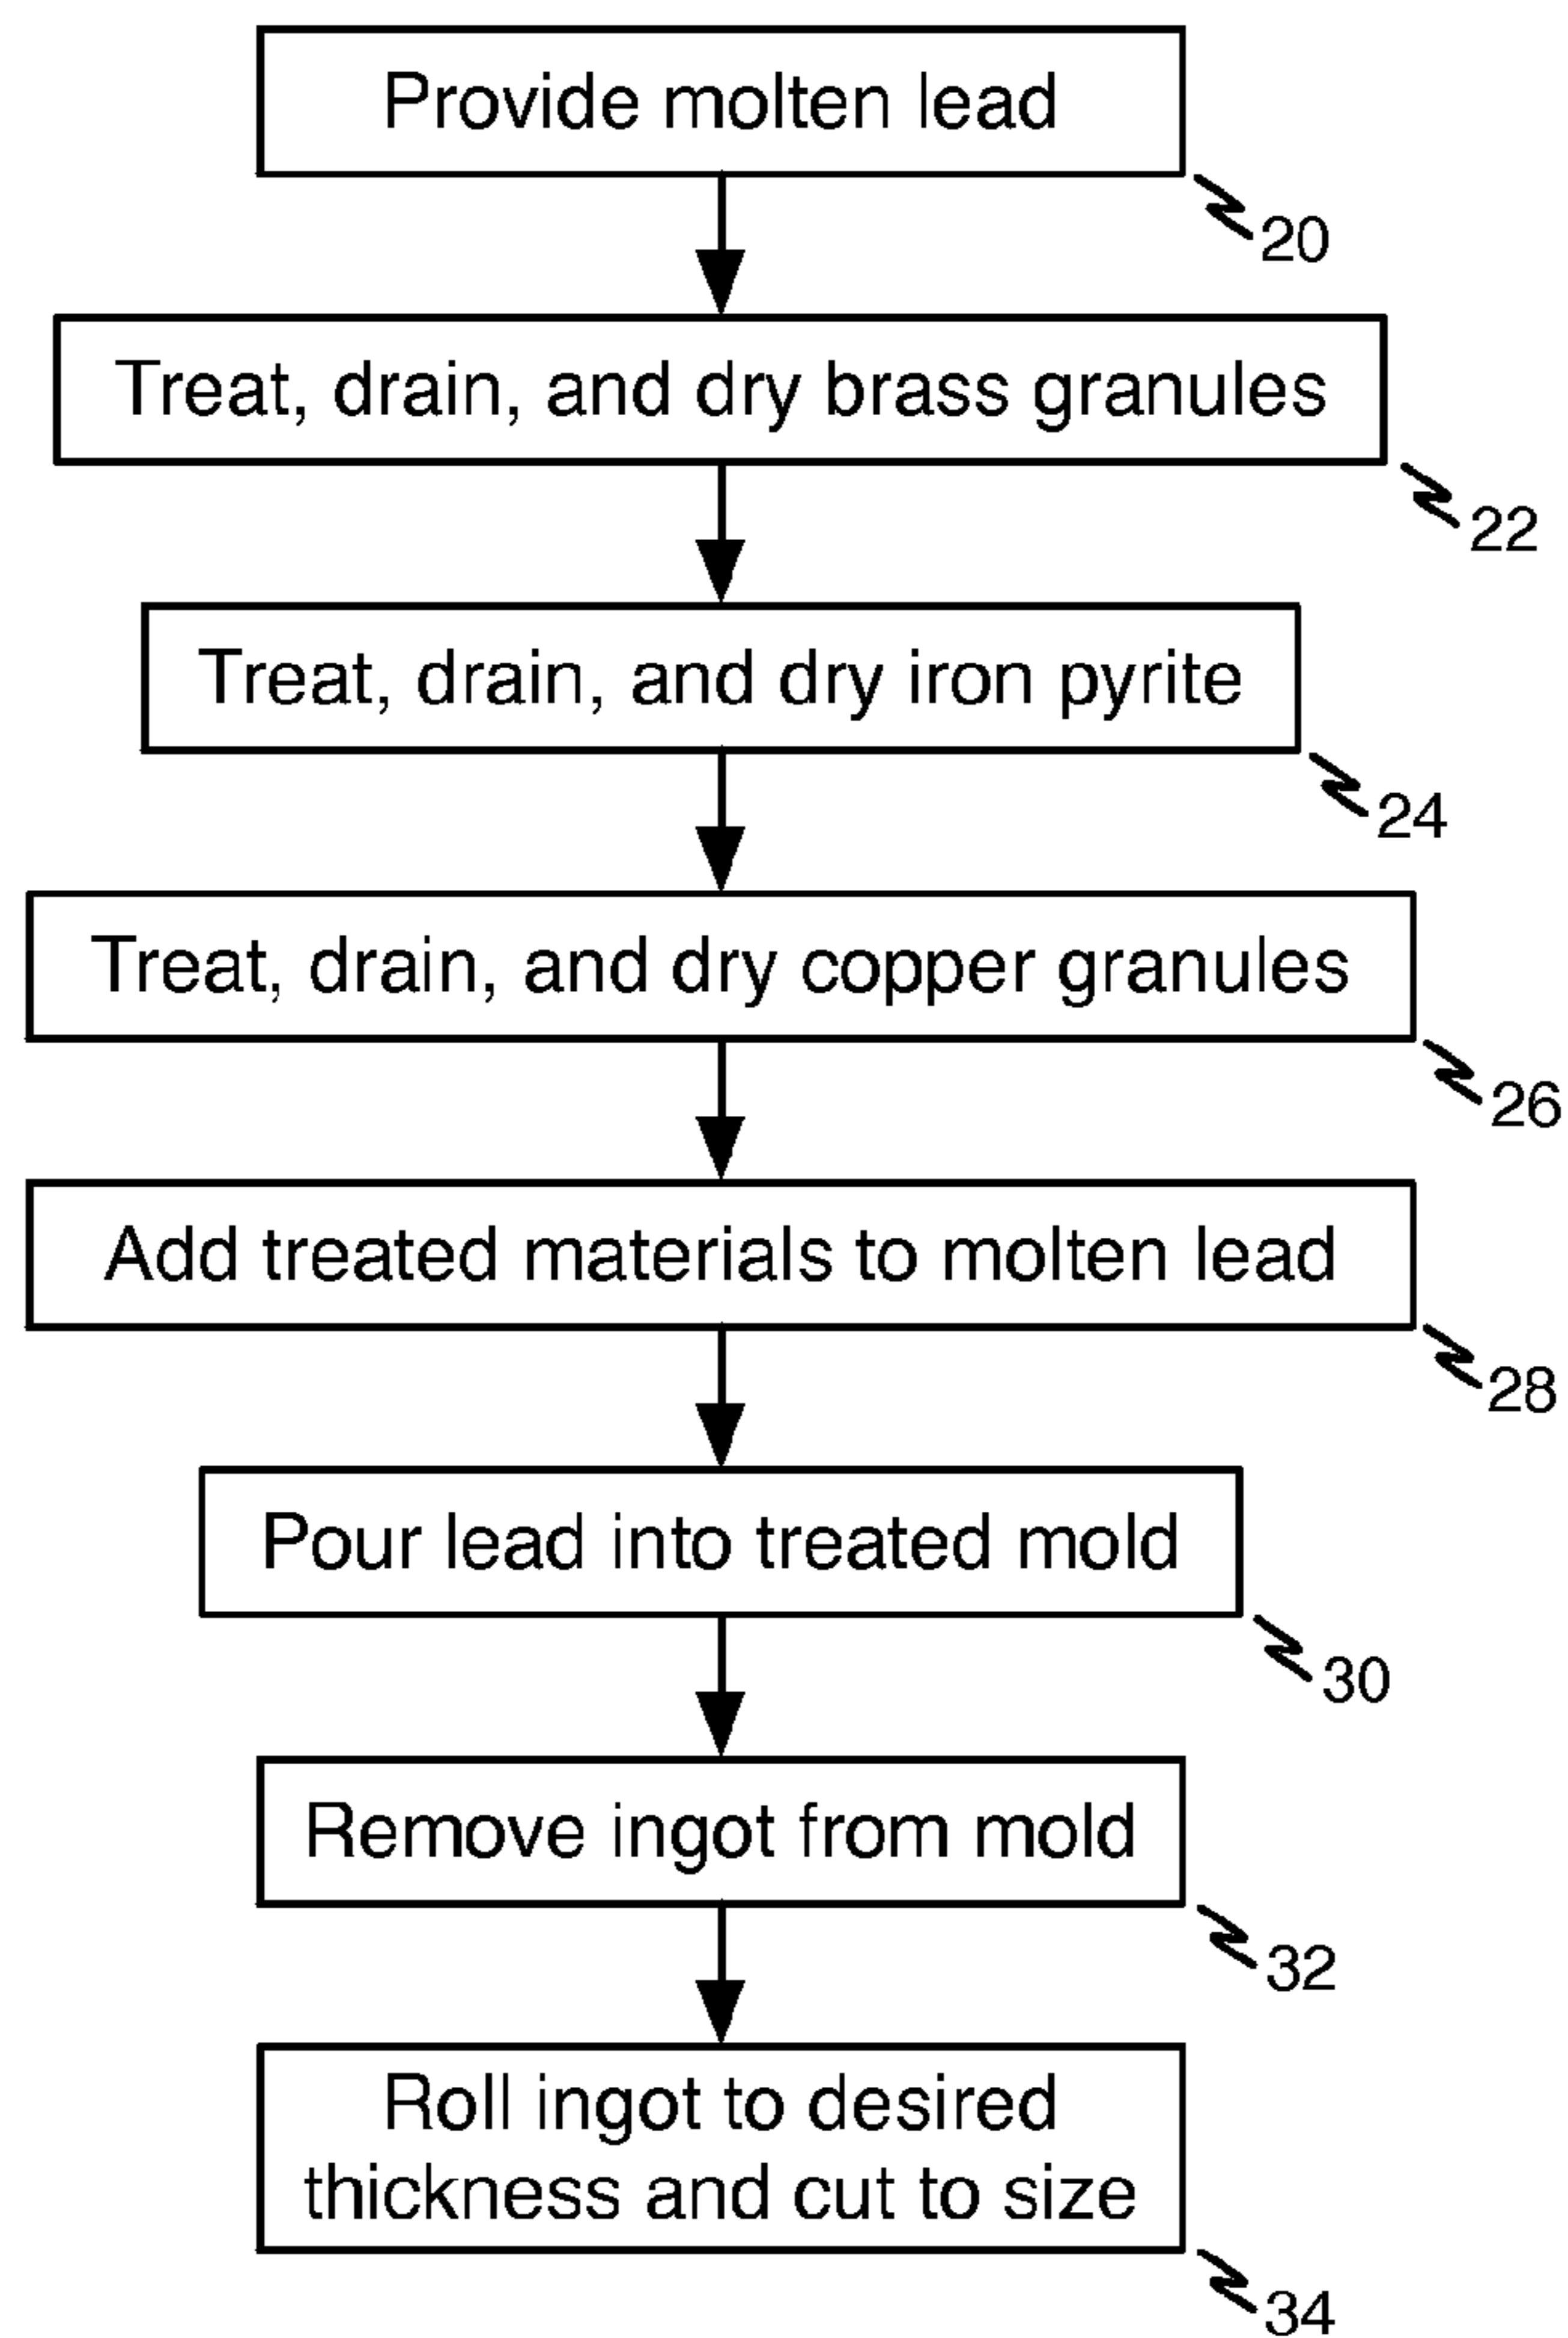 Provide molten lead
20
Treat, drain, and dry brass granules
22
Treat, drain, and dry iron pyrite
24
Treat, drain, and dry copper granules
26
Add treated materials to molten lead
28
Pour lead into treated mold
30
Remove ingot from mold
32
Roll ingot to desired
thickness and cut to size
34